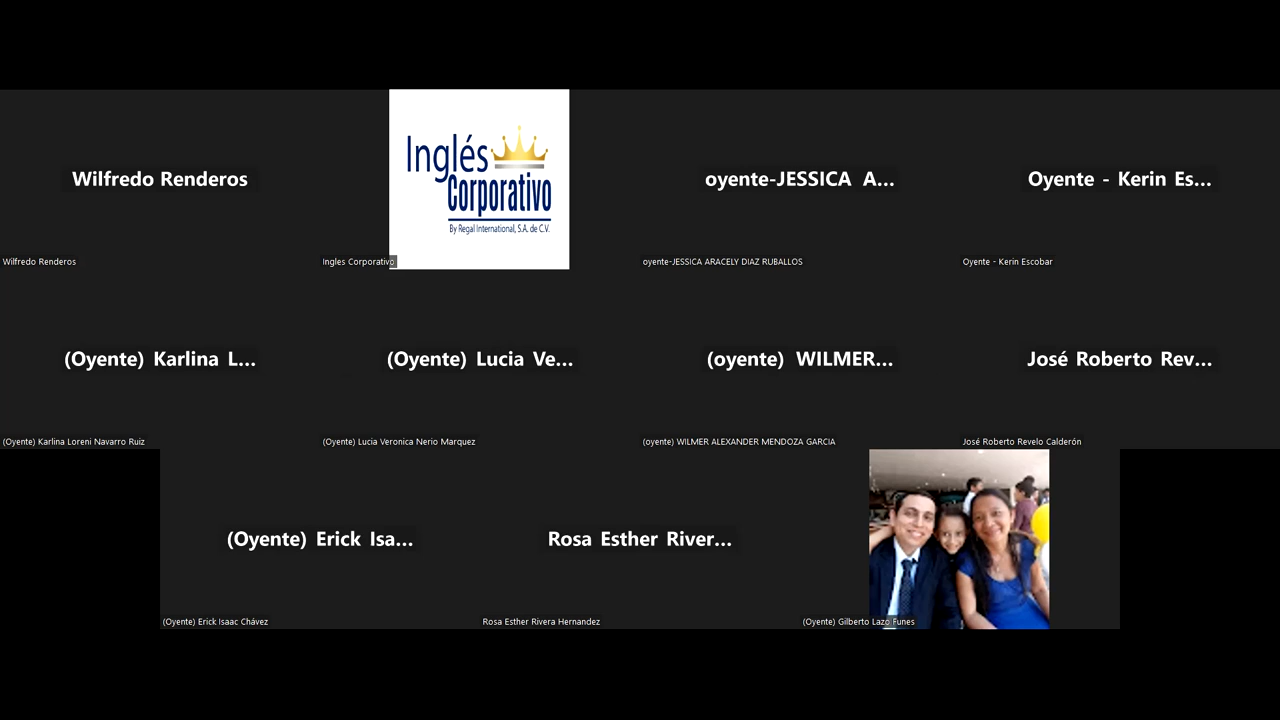 Wilfredo Renderos
Inglés
Corporativo
By Regal International, S.A. de C.V.
oyente-JESSICA A...
Oyente - Kerin Es...
Wilfredo Renderos
Ingles Corporativo
oyente-JESSICA ARACELY DIAZ RUBALLOS
Oyente - Kerin Escobar
(Oyente) Karlina L...
(Oyente) Lucia Ve...
(oyente) WILMER...
José Roberto Rev...
(Oyente) Karlina Loreni Navarro Ruiz
(Oyente) Lucia Veronica Nerio Marquez
(oyente) WILMER ALEXANDER MENDOZA GARCIA
José Roberto Revelo Calderón
(Oyente) Erick Isa...
Rosa Esther River...
(Oyente) Erick Isaac Chávez
Rosa Esther Rivera Hernandez
(Oyente) Gilberto Lazo Funes